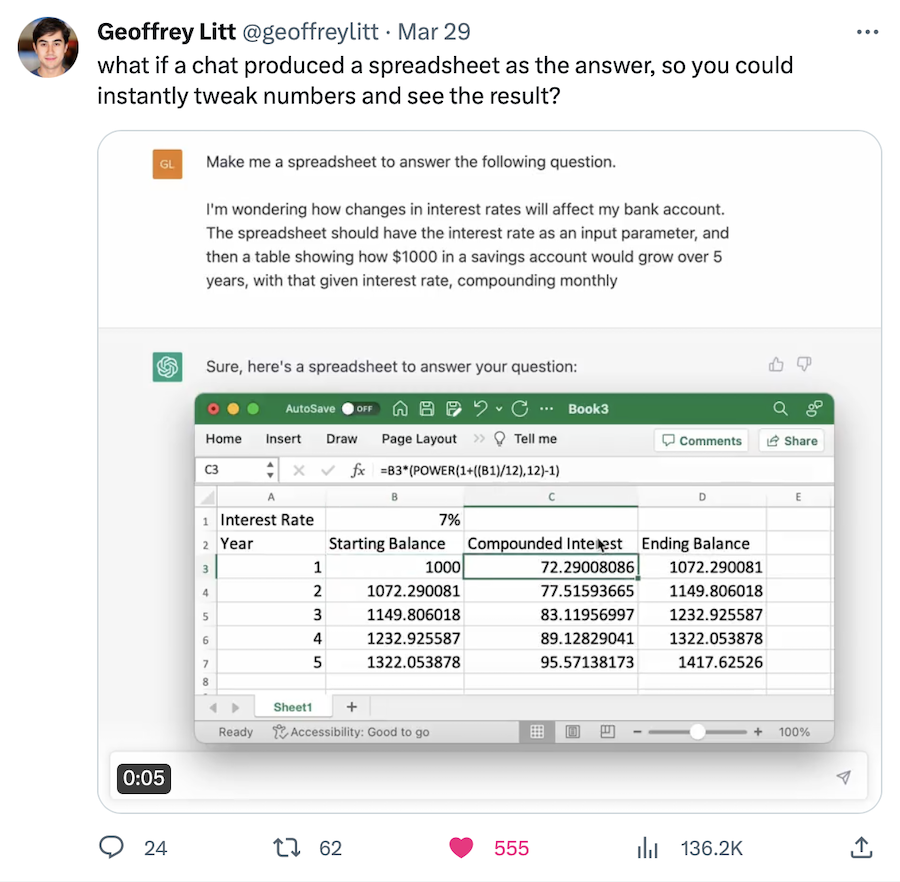 Geoffrey Litt @geoffreylitt · Mar 29
what if a chat produced a spreadsheet as the answer, so you could
instantly tweak numbers and see the result?
GL
Make me a spreadsheet to answer the following question.
I'm wondering how changes in interest rates will affect my bank account.
The spreadsheet should have the interest rate as an input parameter, and
then a table showing how $1000 in a savings account would grow over 5
years, with that given interest rate, compounding monthly
Sure, here's a spreadsheet to answer your question:
AutoSave OFF ... Book3
Home Insert Draw Page Layout >> Tell me Comments Share
C3 fx =B3*(POWER(1+((B1)/12),12)-1)
A B C D E
1 Interest Rate 7%
2 Year Starting Balance Compounded Interest Ending Balance
3 1 1000 72.29008086 1072.290081
4 2 1072.290081 77.51593665 1149.806018
5 3 1149.806018 83.11956997 1232.925587
6 4 1232.925587 89.12829041 1322.053878
7 5 1322.053878 95.57138173 1417.62526
8
Sheet1 +
Ready Accessibility: Good to go − + 100%
0:05
24 62 555 136.2K